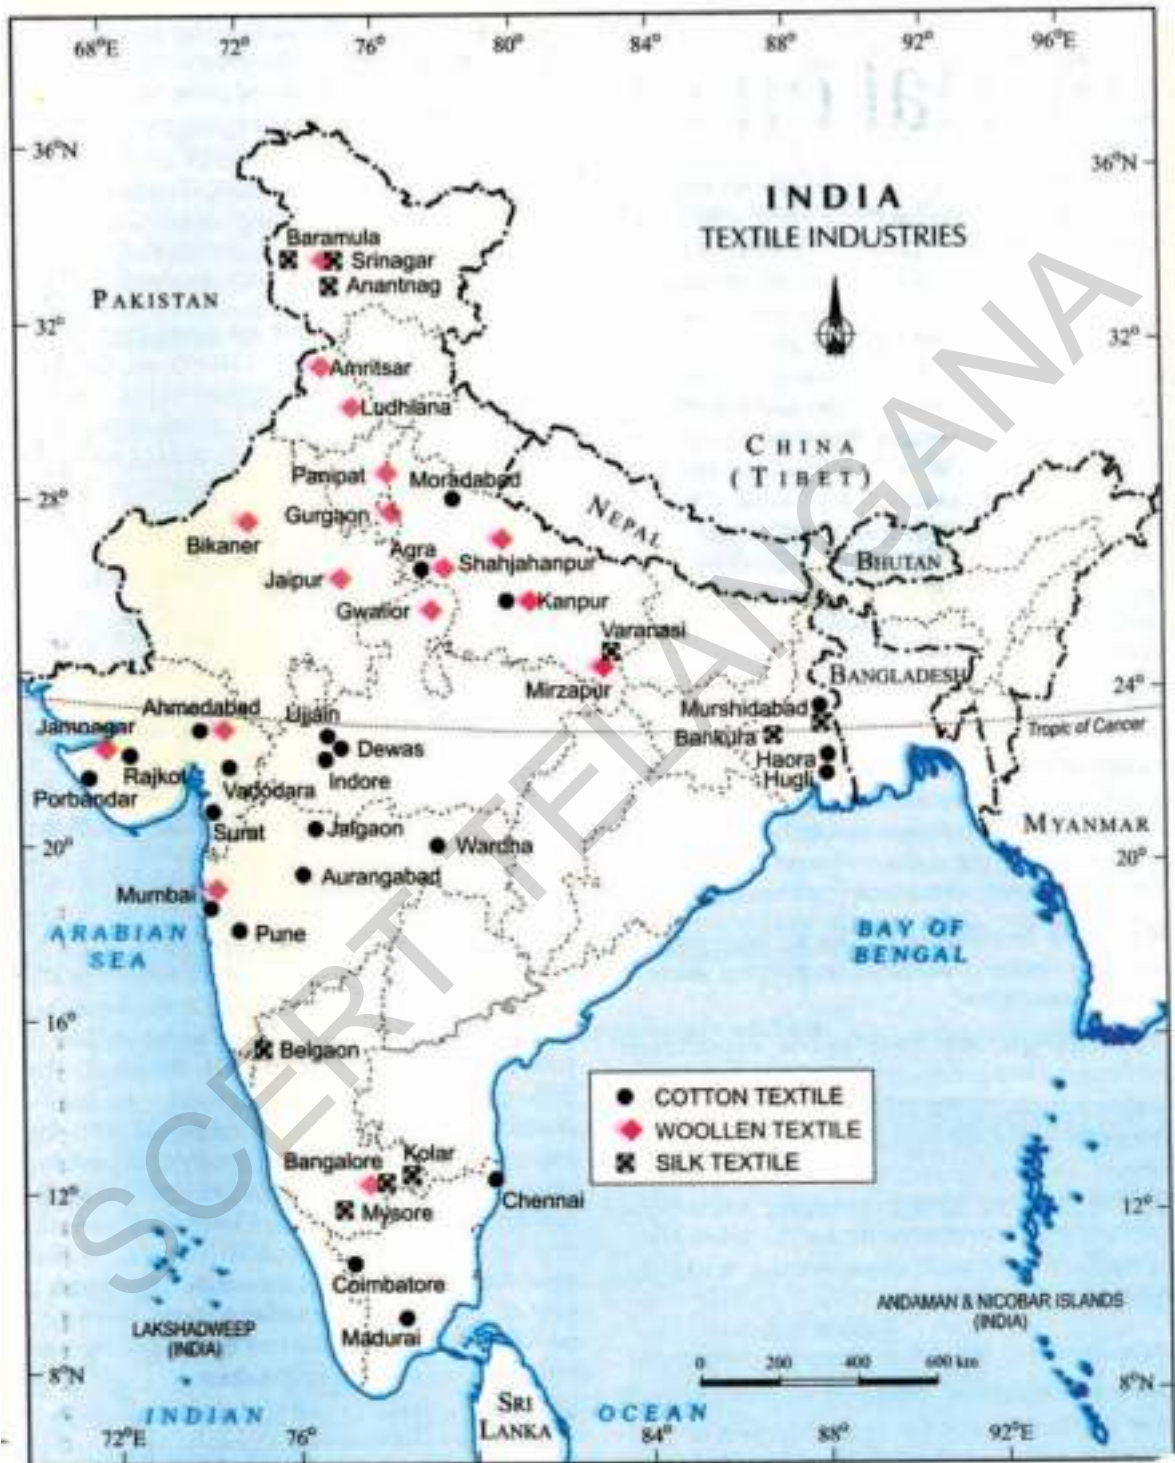 68°E 72° 76° 80° 84° 88° 92° 96°E
36°N 36°N
INDIA
TEXTILE INDUSTRIES
Baramula
Srinagar
Anantnag
PAKISTAN
32° 32°
Amritsar
Ludhiana
CHINA
(TIBET)
Panipat
Moradabad
28° 28°
Gurgaon
NEPAL
Bikaner
Agra
Shahjahanpur
BHUTAN
Jaipur
Kanpur
Gwalior
Varanasi
Mirzapur
BANGLADESH
24°
Ahmedabad
Murshidabad
Jamnagar
Ujjain
Tropic of Cancer
Bankura
Dewas
Haora
Rajkot
Indore
Hugli
Vadodara
Porbandar
Surat
Jafgaon
MYANMAR
20° 20°
Wardha
Aurangabad
Mumbai
ARABIAN
SEA
Pune
BAY OF
BENGAL
16°
Belgaon
COTTON TEXTILE
WOOLLEN TEXTILE
SILK TEXTILE
Kolar
Bangalore
12° 12°
Chennai
Mysore
Coimbatore
ANDAMAN & NICOBAR ISLANDS
(INDIA)
LAKSHADWEEP
(INDIA)
Madurai
0 200 400 600 km
8°N 8°N
SRI
LANKA
INDIAN OCEAN
72°E 76° 84° 88° 92°E
SCERT TELANGANA